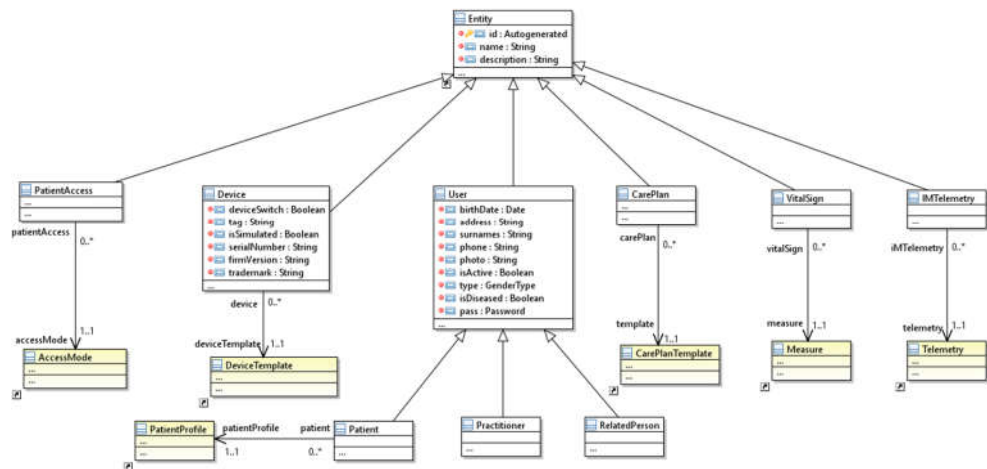 Entity
id : Autogenerated
name : String
description : String
...
PatientAccess
...
...
patientAccess
0..*
1..1
accessMode
AccessMode
...
...
Device
deviceSwitch : Boolean
tag : String
isSimulated : Boolean
serialNumber : String
firmVersion : String
trademark : String
...
device
0..*
deviceTemplate
1..1
DeviceTemplate
...
...
User
birthDate : Date
address : String
surnames : String
phone : String
photo : String
isActive : Boolean
type : GenderType
isDiseased : Boolean
pass : Password
...
CarePlan
...
...
carePlan
0..*
template
1..1
CarePlanTemplate
...
...
VitalSign
...
vitalSign
0..*
measure
1..1
Measure
...
...
IMTelemetry
...
iMTelemetry
0..*
telemetry
1..1
Telemetry
...
...
PatientProfile
...
...
patientProfile
1..1
patient
0..*
Patient
...
Practitioner
...
RelatedPerson
...